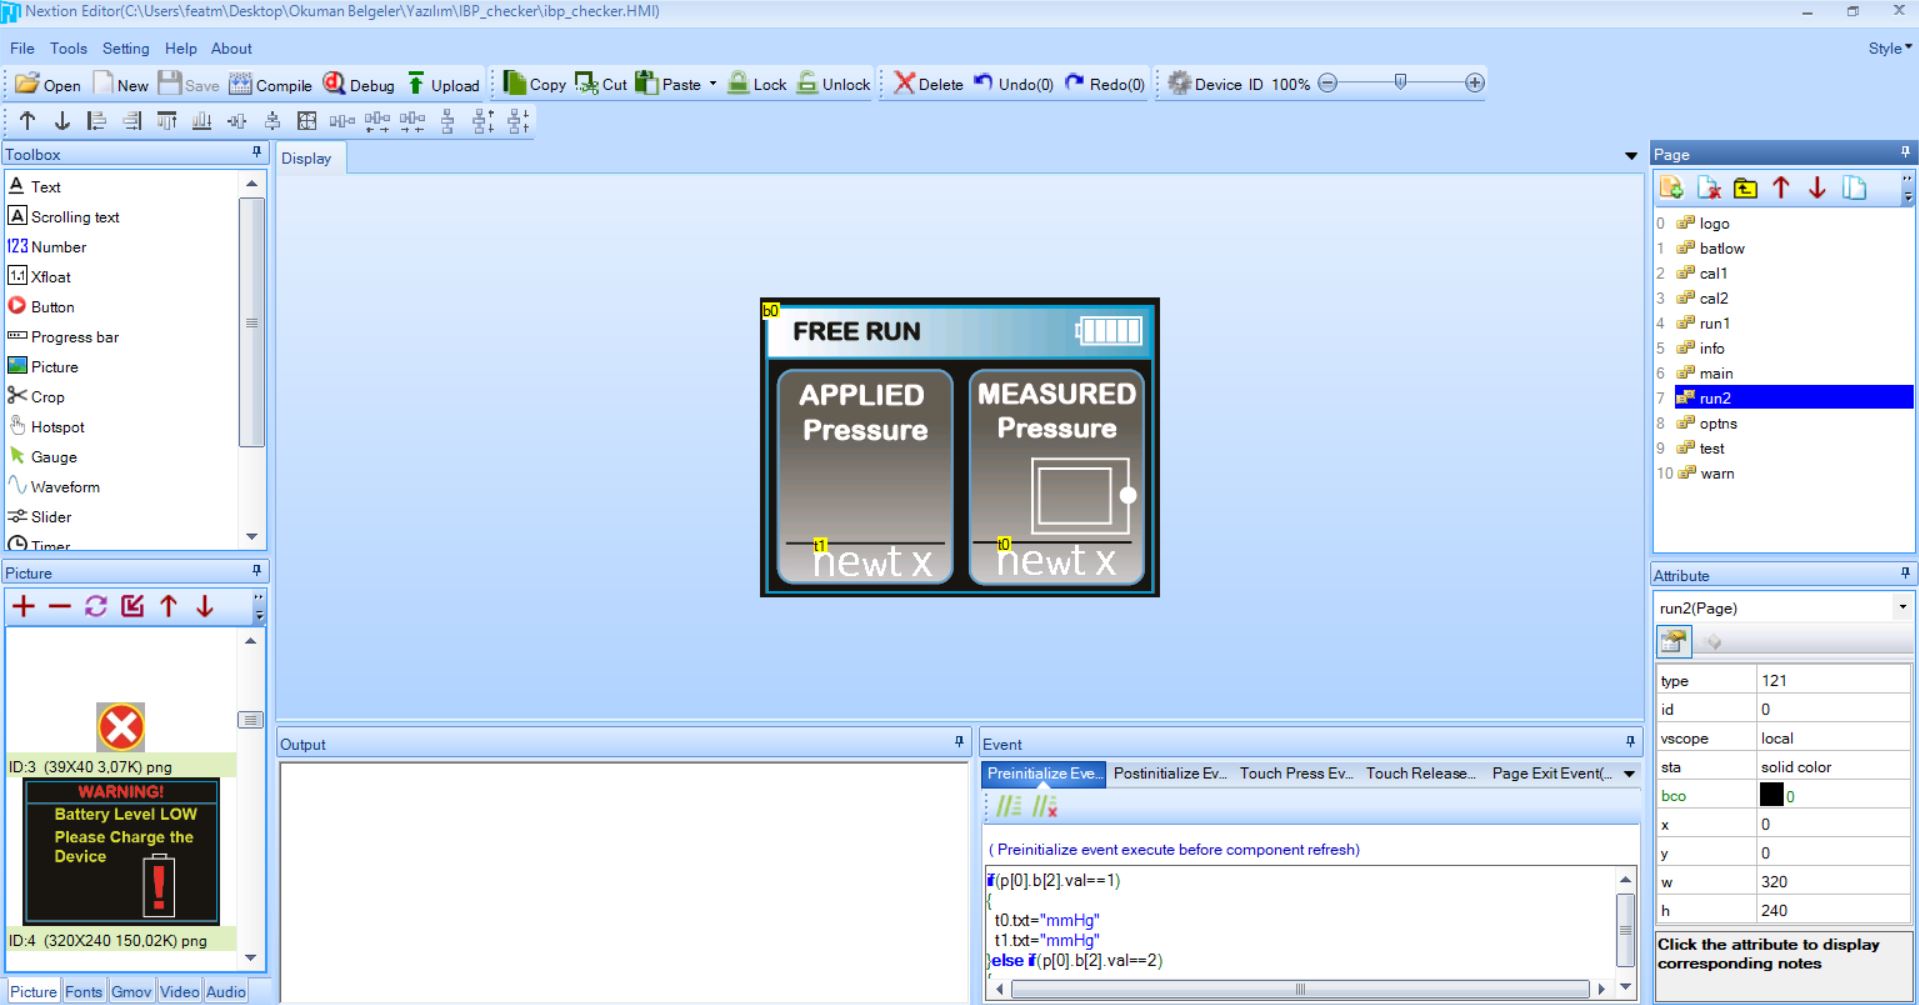 Nextion Editor(C:\Users\featm\Desktop\Okuman Belgeler\Yazılım\IBP_checker\ibp_checker.HMI)
File Tools Setting Help About Style
Open New Save Compile Debug Upload Copy Cut Paste Lock Unlock Delete Undo(0) Redo(0) Device ID 100%
Toolbox
A Text
A Scrolling text
123 Number
1.1 Xfloat
Button
Progress bar
Picture
Crop
Hotspot
Gauge
Waveform
Slider
Timer
Picture
ID:3 (39X40 3,07K) png
WARNING!
Battery Level LOW
Please Charge the
Device
!
ID:4 (320X240 150,02K) png
Picture Fonts Gmov Video Audio
Display
b0
FREE RUN
APPLIED
Pressure
t1
newt x
MEASURED
Pressure
t0
newt x
Output
Event
Preinitialize Eve... Postinitialize Ev... Touch Press Ev... Touch Release... Page Exit Event(...
( Preinitialize event execute before component refresh)
if(p[0].b[2].val==1)
{
t0.txt="mmHg"
t1.txt="mmHg"
}else if(p[0].b[2].val==2)
Page
0 logo
1 batlow
2 cal1
3 cal2
4 run1
5 info
6 main
7 run2
8 optns
9 test
10 warn
Attribute
run2(Page)
type 121
id 0
vscope local
sta solid color
bco 0
x 0
y 0
w 320
h 240
Click the attribute to display
corresponding notes